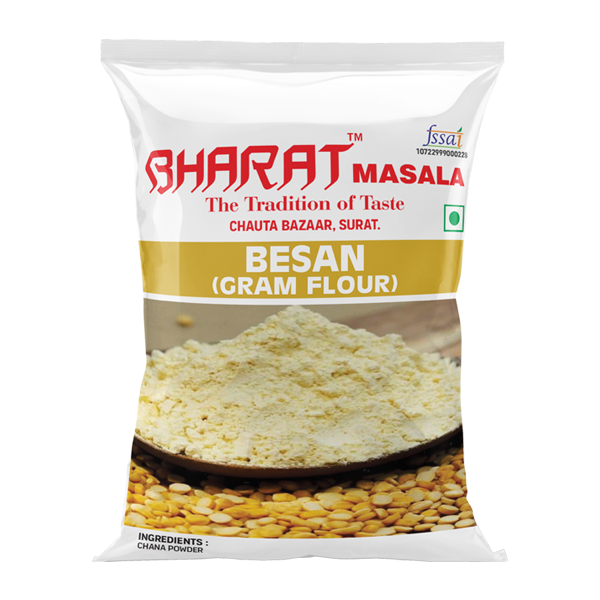 fssai
10722999000228
BHARAT™ MASALA
The Tradition of Taste
CHAUTA BAZAAR, SURAT.
BESAN
(GRAM FLOUR)
INGREDIENTS :
CHANA POWDER